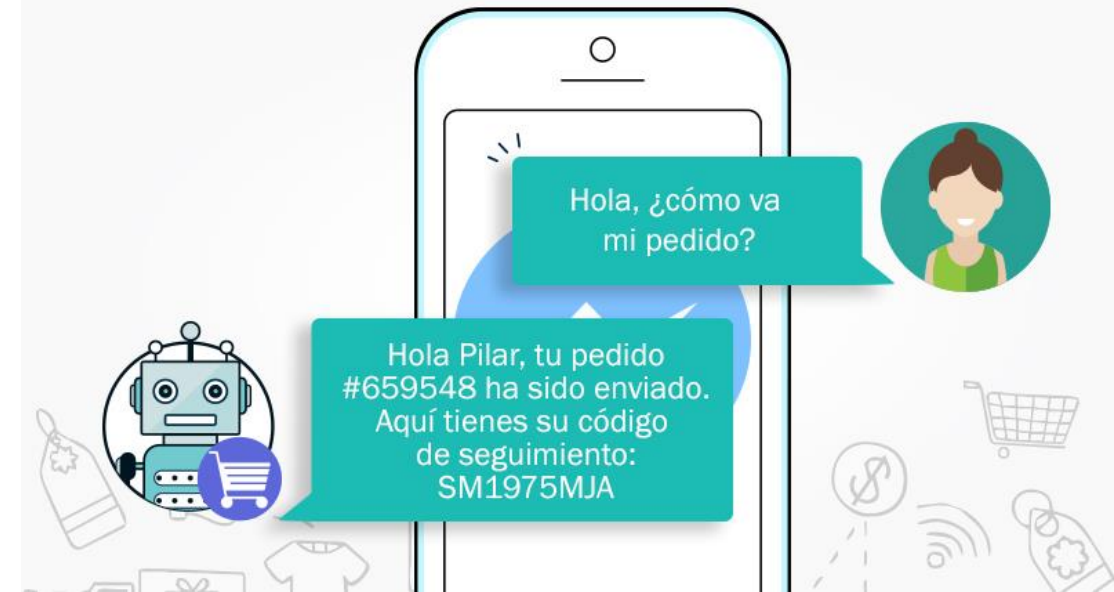 Hola, ¿cómo va
mi pedido?
Hola Pilar, tu pedido
#659548 ha sido enviado.
Aquí tienes su código
de seguimiento:
SM1975MJA